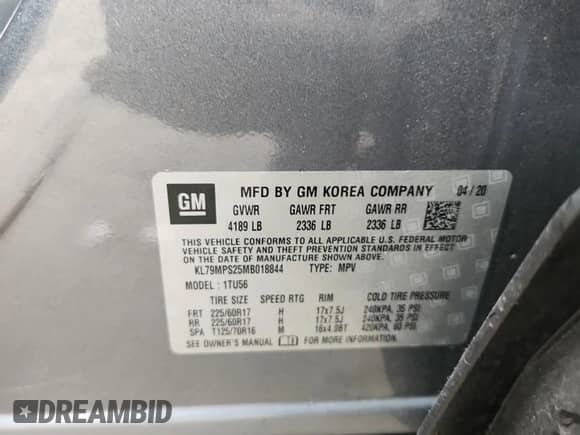 GM
MFD BY GM KOREA COMPANY 04/20
GVWR GAWR FRT GAWR RR
4189 LB 2336 LB 2336 LB
THIS VEHICLE CONFORMS TO ALL APPLICABLE U.S. FEDERAL MOTOR
VEHICLE SAFETY AND THEFT PREVENTION STANDARDS IN EFFECT
ON THE DATE OF MANUFACTURE SHOWN ABOVE.
KL79MPS25MB018844 TYPE: MPV
MODEL: 1TU56
TIRE SIZE SPEED RTG RIM COLD TIRE PRESSURE
FRT 225/60R17 H 17x7.5J 240KPA, 35 PSI
RR 225/60R17 H 17x7.5J 240KPA, 35 PSI
SPA T125/70R16 M 16x4.0BT 420KPA, 60 PSI
SEE OWNER'S MANUAL FOR MORE INFORMATION
DREAMBID